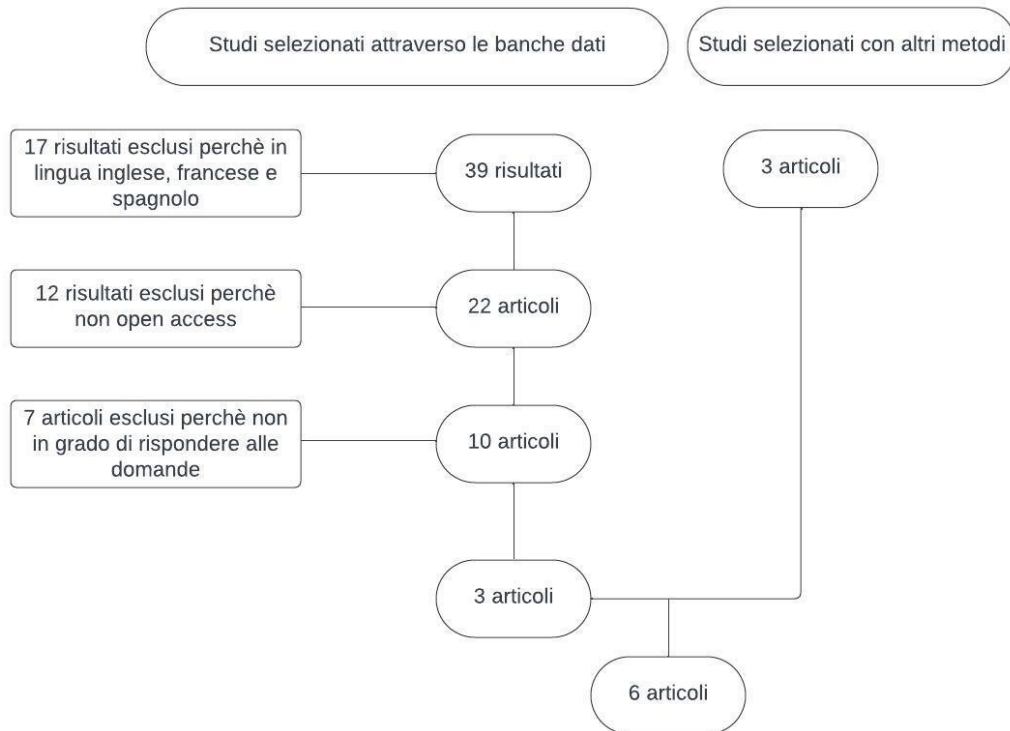 Studi selezionati attraverso le banche dati
Studi selezionati con altri metodi
17 risultati esclusi perchè in
lingua inglese, francese e
spagnolo
39 risultati
3 articoli
12 risultati esclusi perchè
non open access
22 articoli
7 articoli esclusi perchè non
in grado di rispondere alle
domande
10 articoli
3 articoli
6 articoli